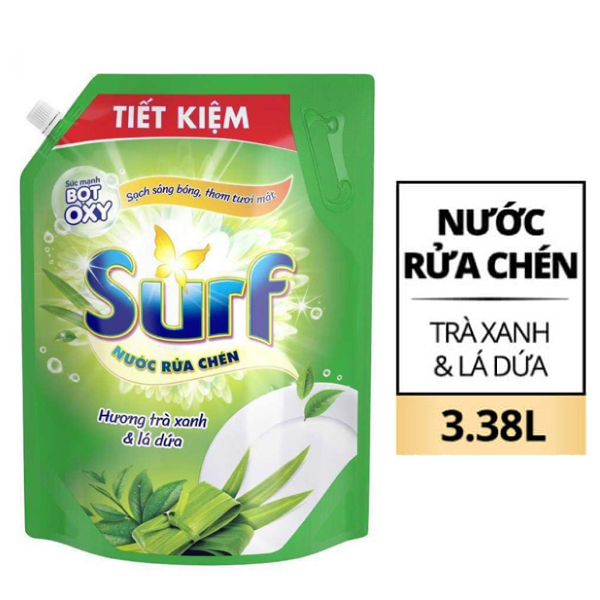 TIẾT KIỆM
Sức mạnh
BỌT
OXY
Sạch sáng bóng, thơm tươi mát
Surf
NƯỚC RỬA CHÉN
Hương trà xanh
& lá dứa
NƯỚC
RỬA CHÉN
TRÀ XANH
& LÁ DỨA
3.38L